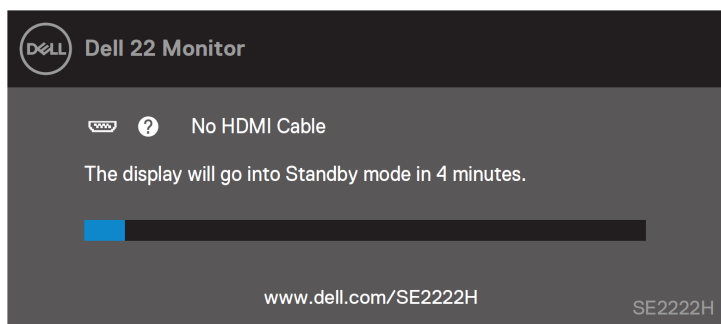 DELL Dell 22 Monitor
No HDMI Cable
The display will go into Standby mode in 4 minutes.
www.dell.com/SE2222H
SE2222H